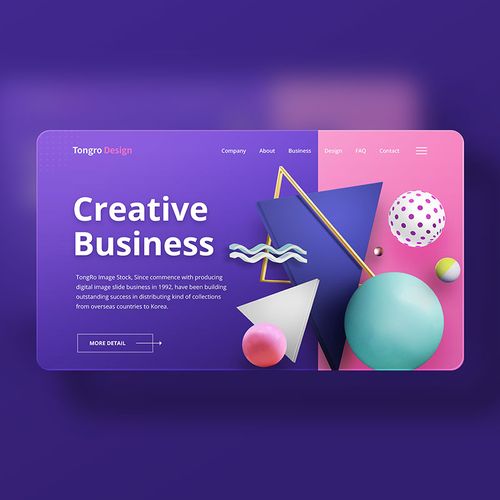 Tongro Design
Company About Business Design FAQ Contact
Creative
Business
TongRo Image Stock, Since commence with producing
digital image slide business in 1992, have been building
outstanding success in distributing kind of collections
from overseas countries to Korea.
MORE DETAIL